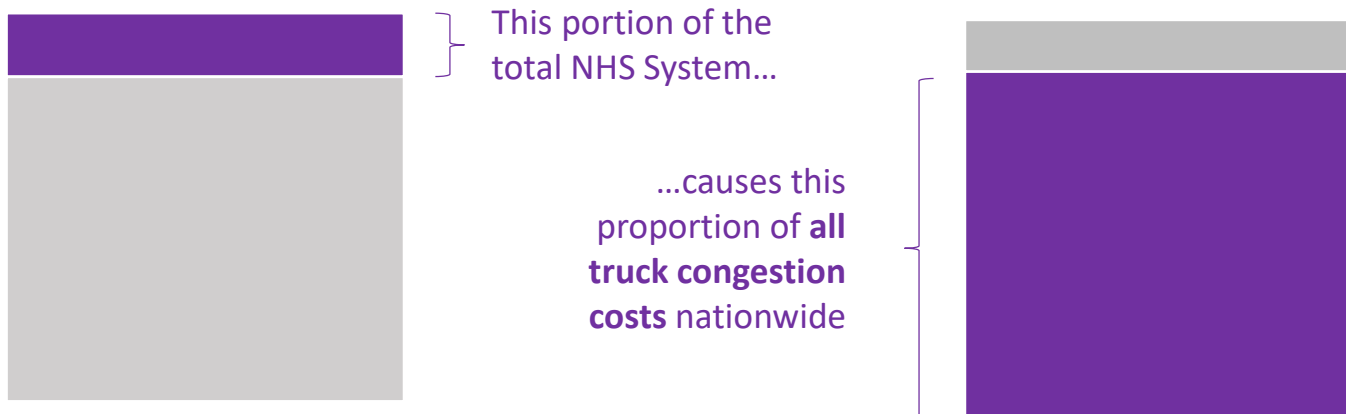 This portion of the
total NHS System…
…causes this
proportion of all
truck congestion
costs nationwide